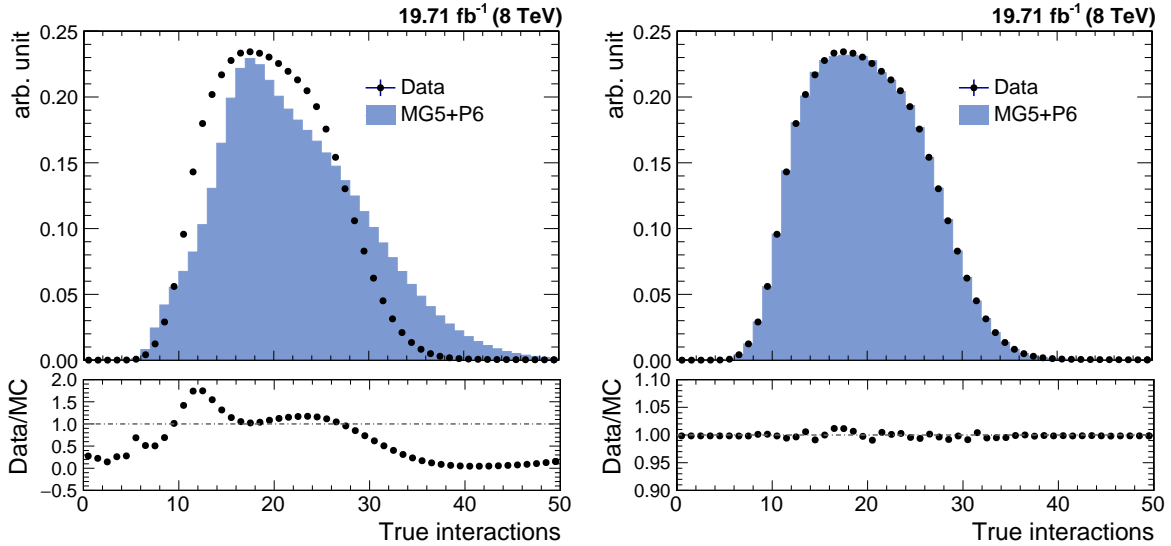 19.71 fb⁻¹ (8 TeV)
arb. unit
0.25
0.20
0.15
0.10
0.05
0.00
Data
MG5+P6
Data/MC
2.0
1.5
1.0
0.5
0.0
−0.5
0 10 20 30 40 50
True interactions
19.71 fb⁻¹ (8 TeV)
arb. unit
0.25
0.20
0.15
0.10
0.05
0.00
Data
MG5+P6
Data/MC
1.10
1.05
1.00
0.95
0.90
0 10 20 30 40 50
True interactions